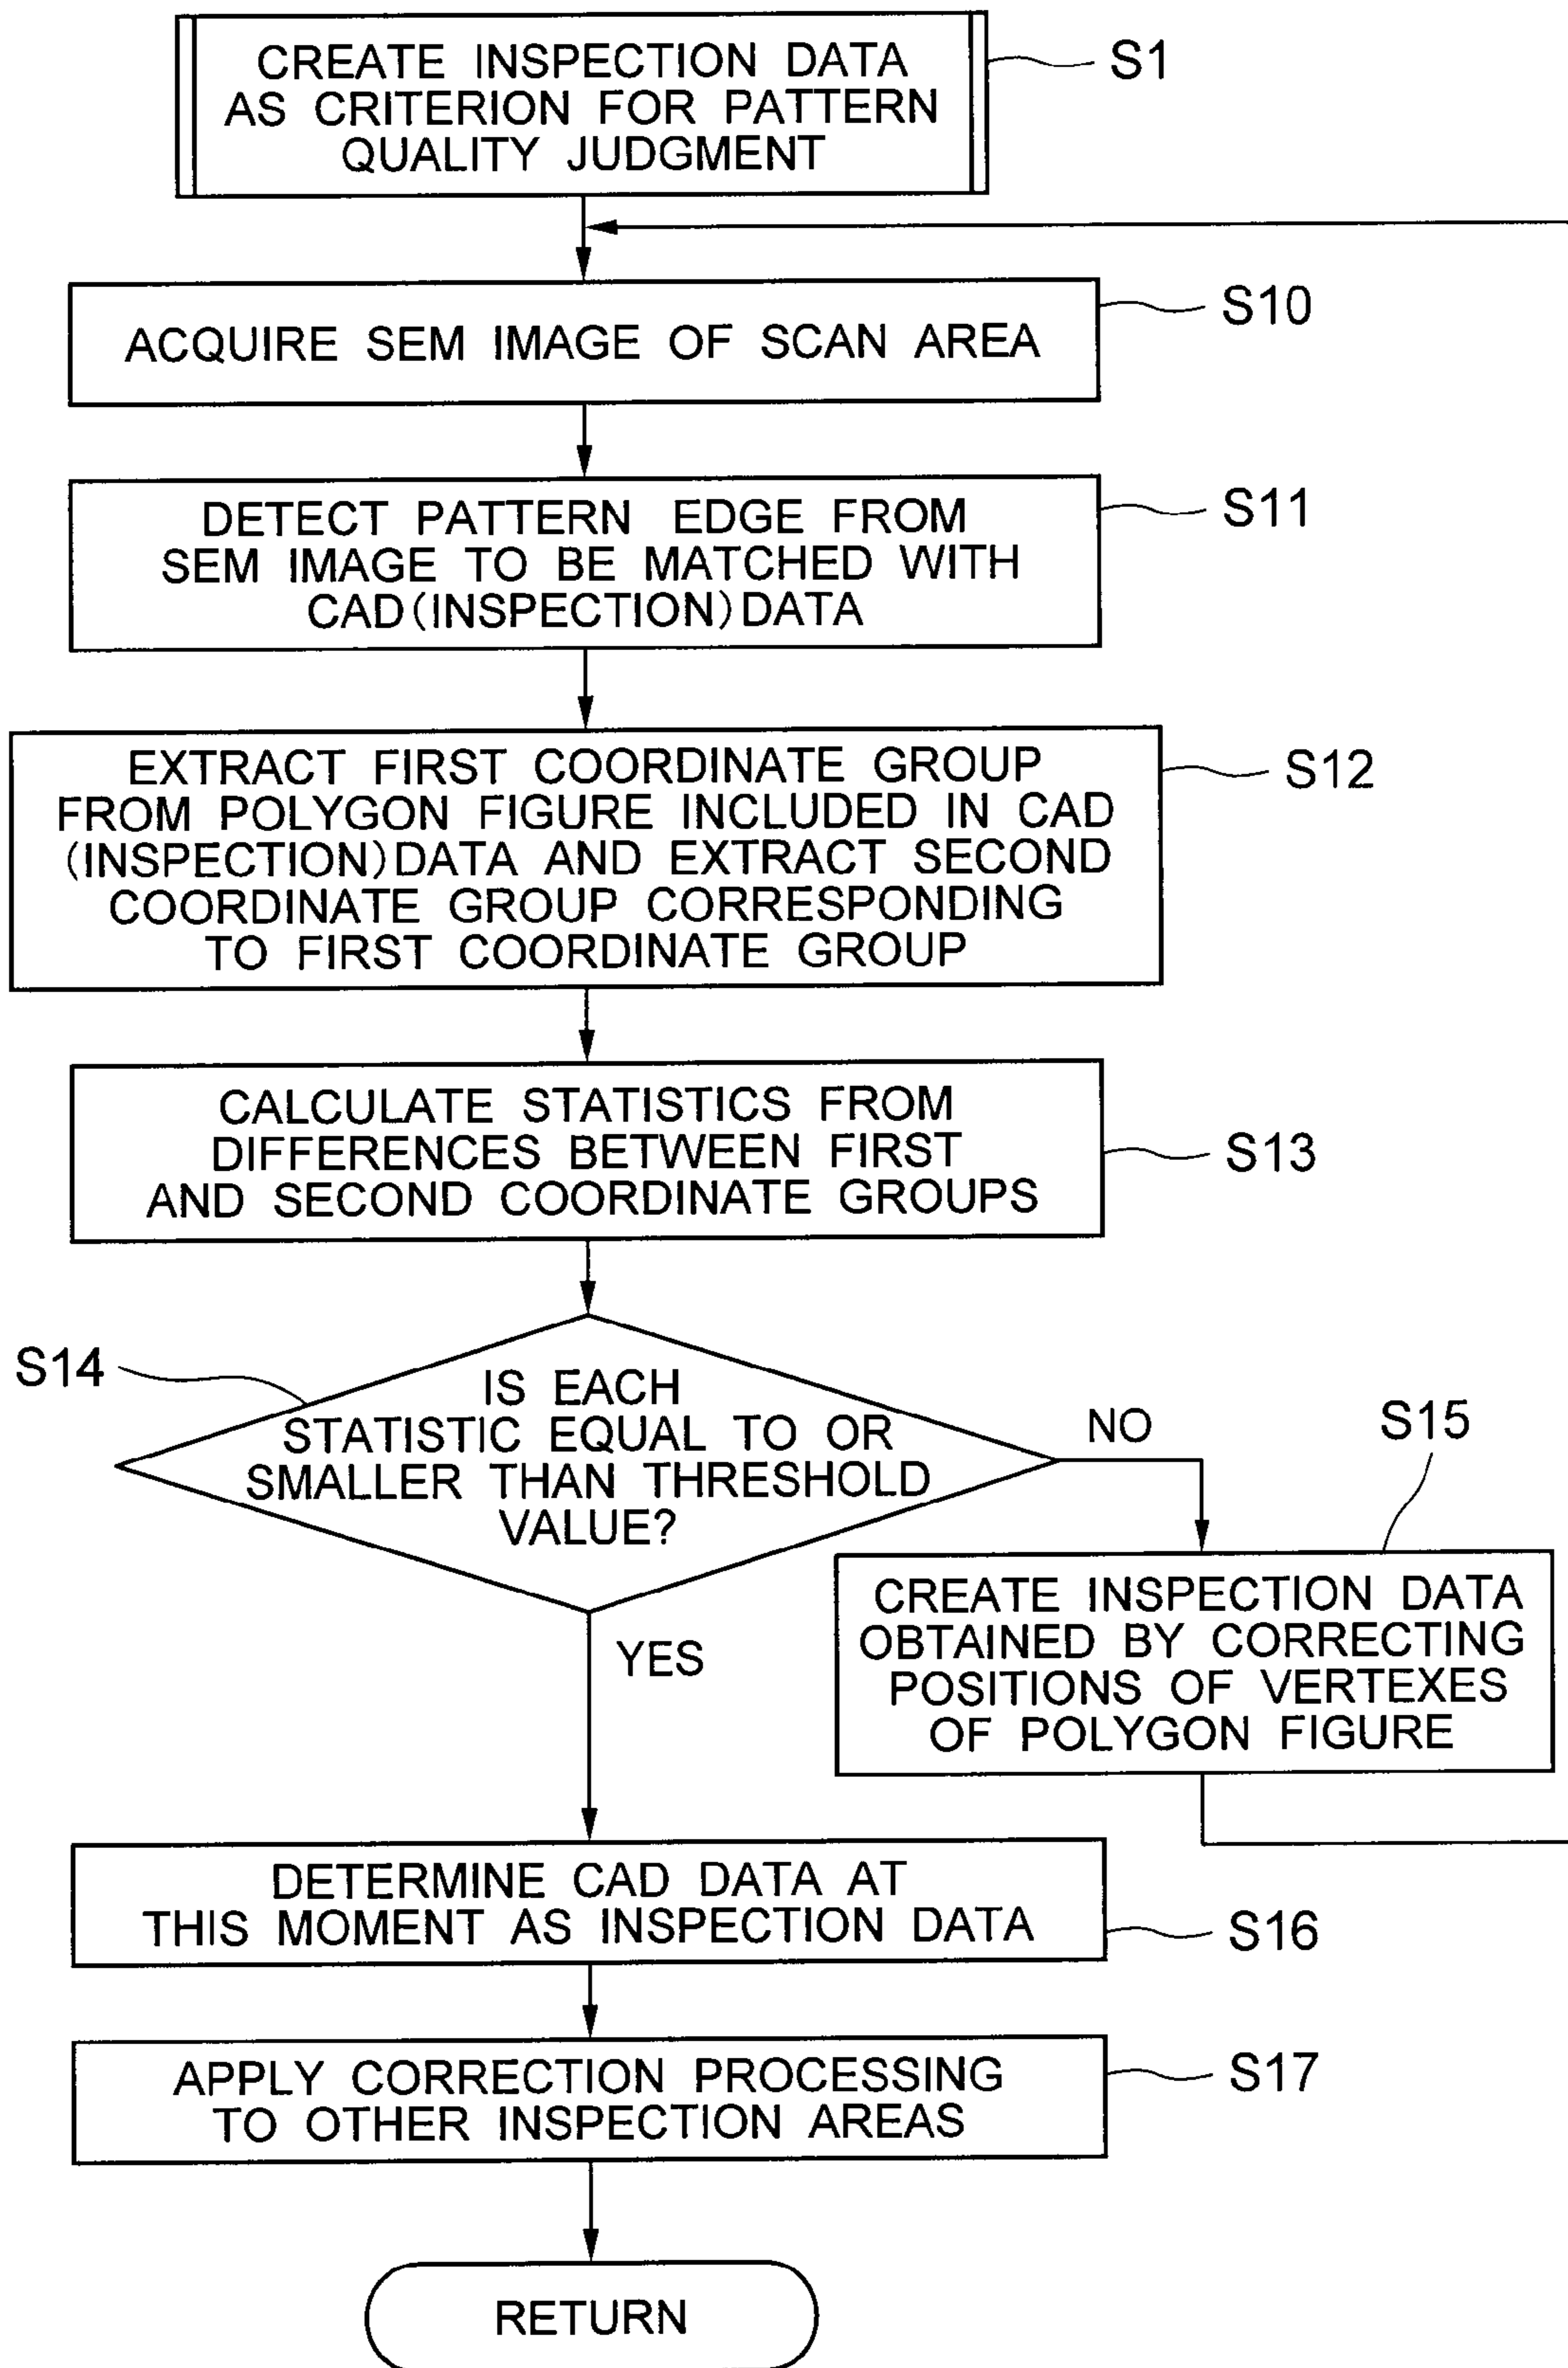 CREATE INSPECTION DATA
AS CRITERION FOR PATTERN
QUALITY JUDGMENT
S1
ACQUIRE SEM IMAGE OF SCAN AREA
S10
DETECT PATTERN EDGE FROM
SEM IMAGE TO BE MATCHED WITH
CAD(INSPECTION)DATA
S11
EXTRACT FIRST COORDINATE GROUP
FROM POLYGON FIGURE INCLUDED IN CAD
(INSPECTION)DATA AND EXTRACT SECOND
COORDINATE GROUP CORRESPONDING
TO FIRST COORDINATE GROUP
S12
CALCULATE STATISTICS FROM
DIFFERENCES BETWEEN FIRST
AND SECOND COORDINATE GROUPS
S13
S14
IS EACH
STATISTIC EQUAL TO OR
SMALLER THAN THRESHOLD
VALUE?
NO
S15
CREATE INSPECTION DATA
OBTAINED BY CORRECTING
POSITIONS OF VERTEXES
OF POLYGON FIGURE
YES
DETERMINE CAD DATA AT
THIS MOMENT AS INSPECTION DATA
S16
APPLY CORRECTION PROCESSING
TO OTHER INSPECTION AREAS
S17
RETURN